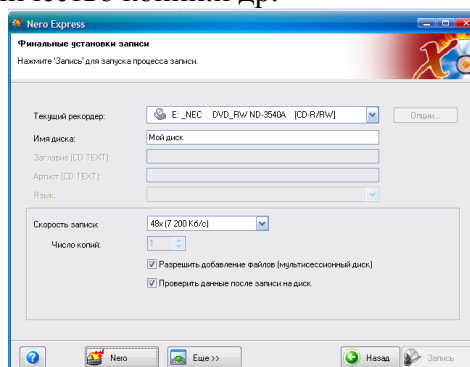 Nero Express
Финальные установки записи
Нажмите 'Запись' для запуска процесса записи.
Текущий рекордер: E: _NEC DVD_RW ND-3540A [CD-R/RW] Опции...
Имя диска: Мой диск
Заглавие (CD TEXT):
Артист (CD TEXT):
Язык:
Скорость записи: 48x (7 200 Кб/с)
Число копий: 1
Разрешить добавление файлов (мультисессионный диск)
Проверить данные после записи на диск
Nero Еще >> Назад Запись